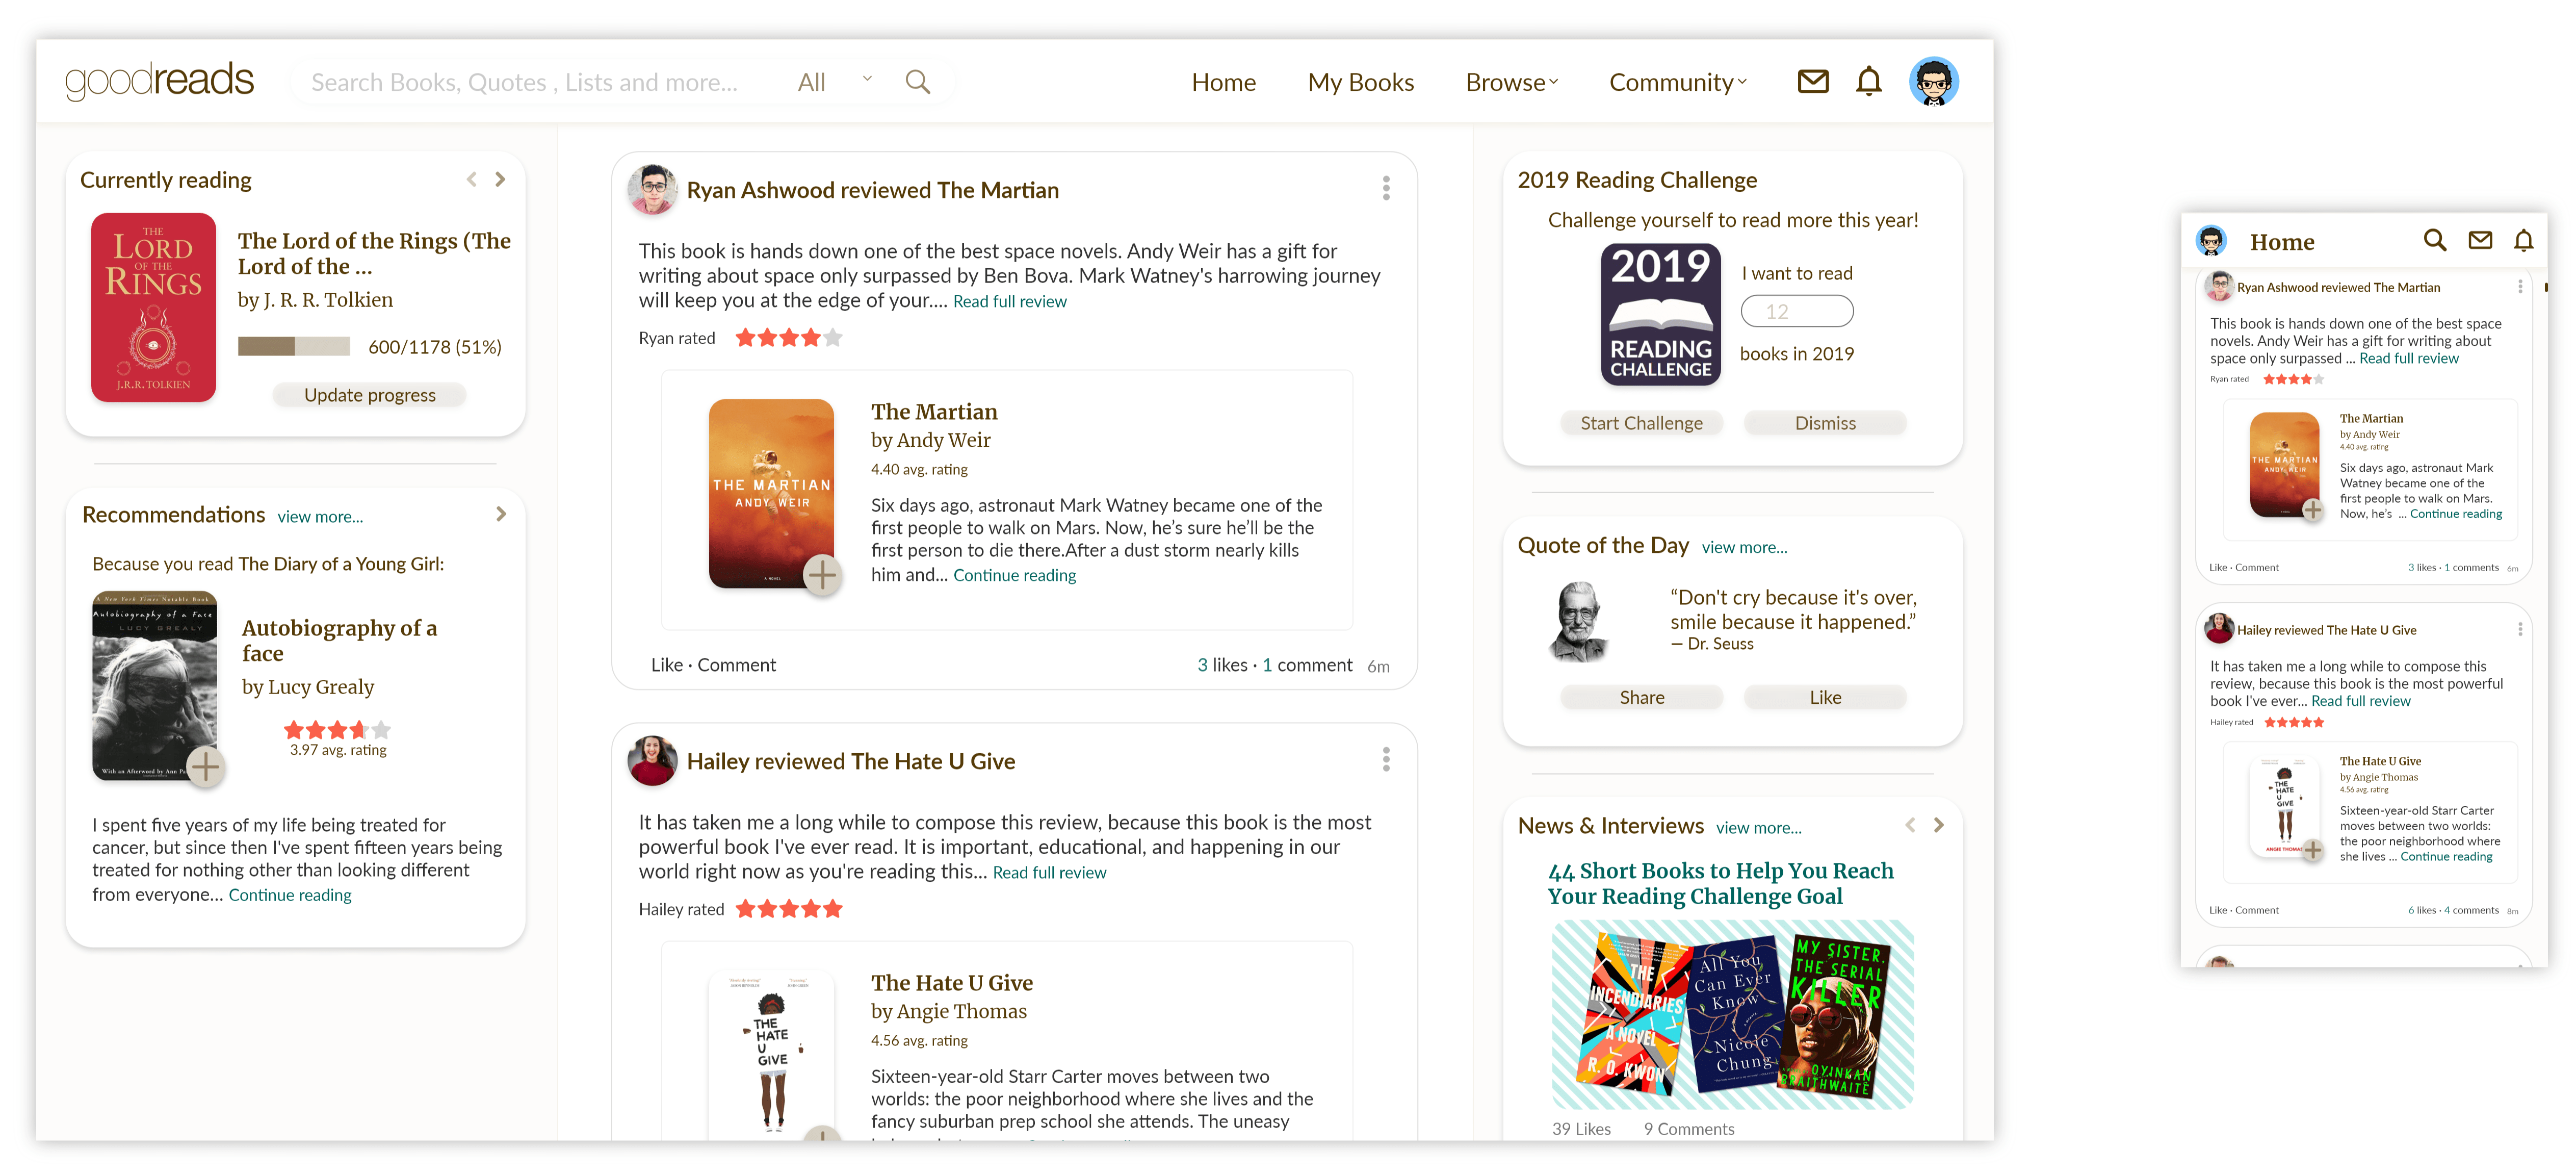 goodreads
Search Books, Quotes , Lists and more...
All
Home
My Books
Browse
Community
Currently reading
THE
LORD
OF THE
RINGS
J.R.R.TOLKIEN
The Lord of the Rings (The
Lord of the ...
by J. R. R. Tolkien
600/1178 (51%)
Update progress
Recommendations view more...
Because you read The Diary of a Young Girl:
A New York Times Notable Book
Autobiography of a Face
LUCY GREALY
With an Afterword by Ann
Autobiography of a
face
by Lucy Grealy
3.97 avg. rating
I spent five years of my life being treated for
cancer, but since then I've spent fifteen years being
treated for nothing other than looking different
from everyone... Continue reading
Ryan Ashwood reviewed The Martian
This book is hands down one of the best space novels. Andy Weir has a gift for
writing about space only surpassed by Ben Bova. Mark Watney's harrowing journey
will keep you at the edge of your.... Read full review
Ryan rated
THE MARTIAN
ANDY WEIR
A NOVEL
The Martian
by Andy Weir
4.40 avg. rating
Six days ago, astronaut Mark Watney became one of the
first people to walk on Mars. Now, he’s sure he’ll be the
first person to die there.After a dust storm nearly kills
him and... Continue reading
Like · Comment
3 likes · 1 comment 6m
Hailey reviewed The Hate U Give
It has taken me a long while to compose this review, because this book is the most
powerful book I've ever read. It is important, educational, and happening in our
world right now as you're reading this... Read full review
Hailey rated
THE
HATE
U
GIVE
The Hate U Give
by Angie Thomas
4.56 avg. rating
Sixteen-year-old Starr Carter moves between two
worlds: the poor neighborhood where she lives and the
fancy suburban prep school she attends. The uneasy
2019 Reading Challenge
Challenge yourself to read more this year!
2019
READING
CHALLENGE
I want to read
12
books in 2019
Start Challenge
Dismiss
Quote of the Day view more...
“Don't cry because it's over,
smile because it happened.”
— Dr. Seuss
Share
Like
News & Interviews view more...
44 Short Books to Help You Reach
Your Reading Challenge Goal
THE
INCENDIARIES
A NOVEL
R. O. KWON
All You
Can Ever
Know
Nicole
Chung
MY SISTER,
THE SERIAL
KILLER
OYINKAN
BRAITHWAITE
39 Likes
9 Comments
Home
Ryan Ashwood reviewed The Martian
This book is hands down one of the best space
novels. Andy Weir has a gift for writing about
space only surpassed ... Read full review
Ryan rated
THE MARTIAN
ANDY WEIR
The Martian
by Andy Weir
4.40 avg. rating
Six days ago, astronaut Mark
Watney became one of the
first people to walk on Mars.
Now, he’s ... Continue reading
Like · Comment
3 likes · 1 comments 6m
Hailey reviewed The Hate U Give
It has taken me a long while to compose this
review, because this book is the most powerful
book I've ever... Read full review
Hailey rated
THE
HATE
U
GIVE
ANGIE THOMAS
The Hate U Give
by Angie Thomas
4.56 avg. rating
Sixteen-year-old Starr Carter
moves between two worlds:
the poor neighborhood where
she lives ... Continue reading
Like · Comment
6 likes · 4 comments 8m